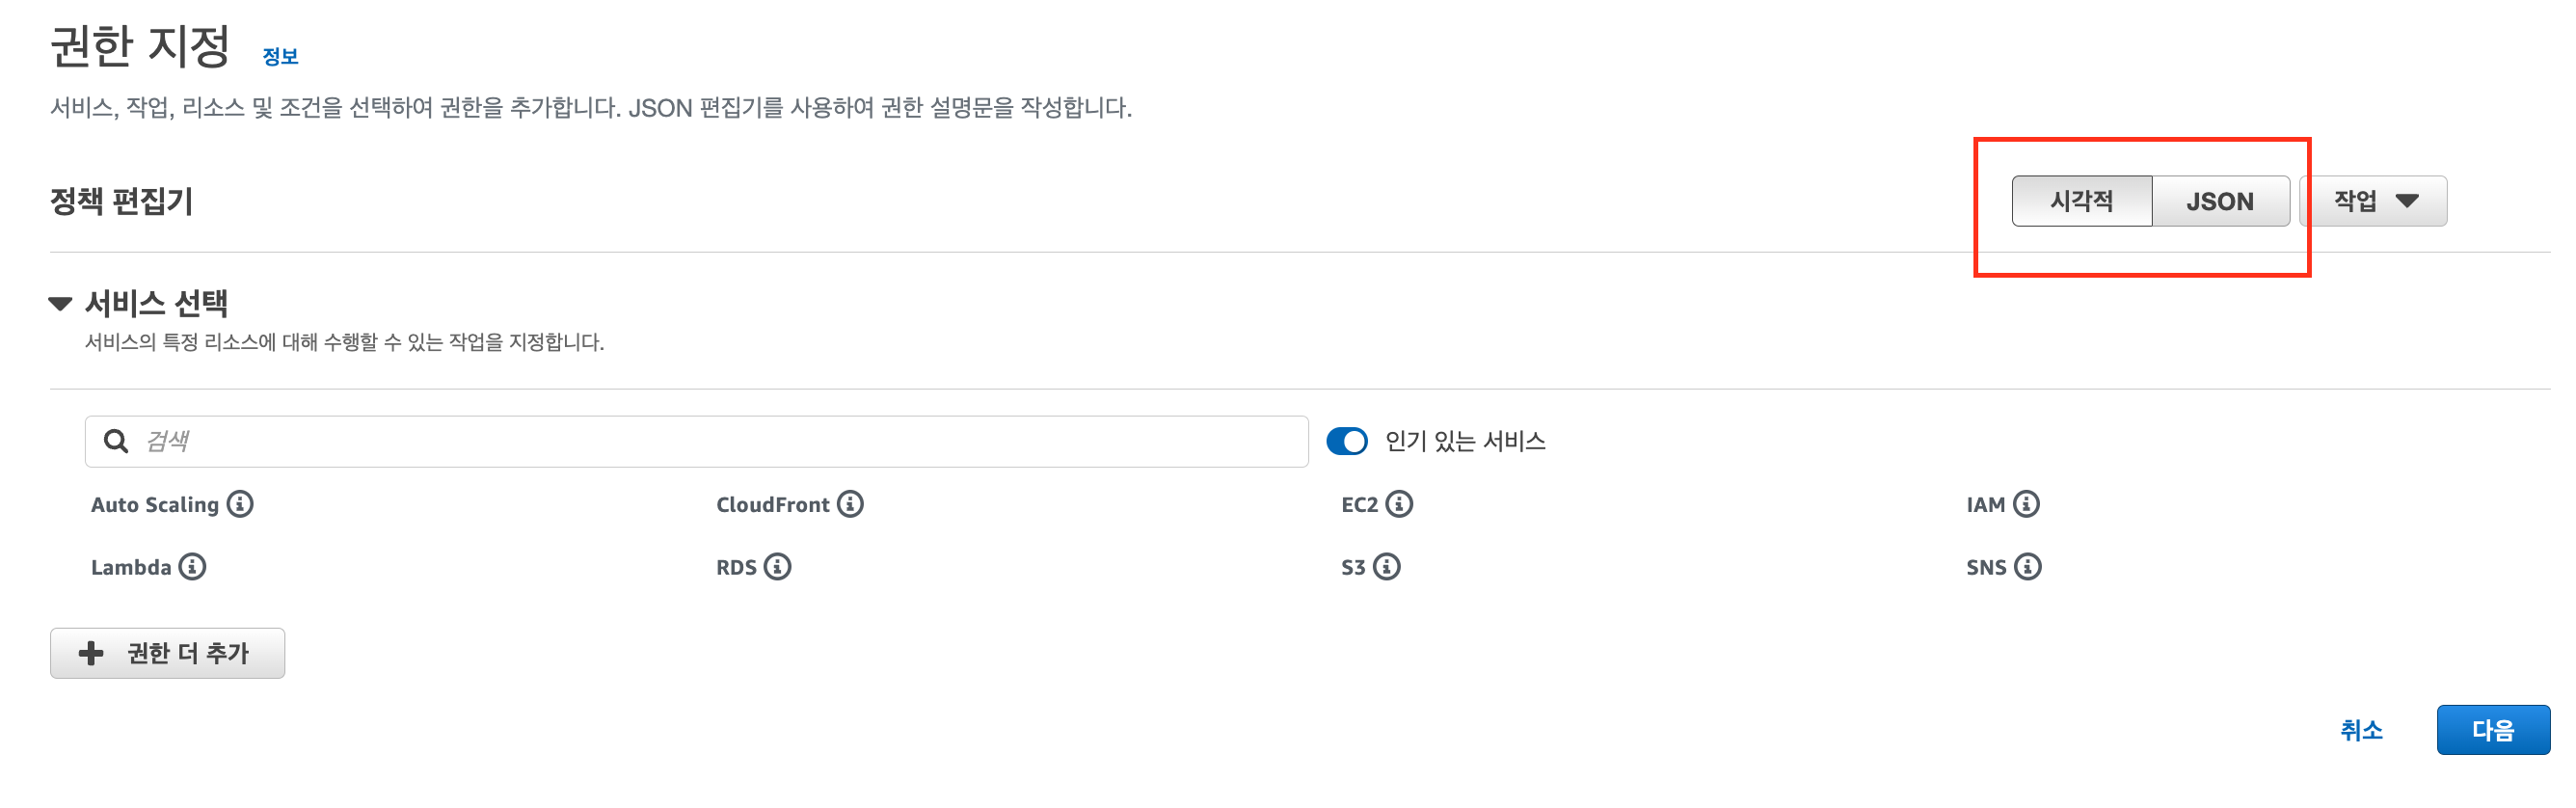 권한 지정 정보
서비스, 작업, 리소스 및 조건을 선택하여 권한을 추가합니다. JSON 편집기를 사용하여 권한 설명문을 작성합니다.
정책 편집기 시각적 JSON 작업
서비스 선택
서비스의 특정 리소스에 대해 수행할 수 있는 작업을 지정합니다.
검색 인기 있는 서비스
Auto Scaling CloudFront EC2 IAM
Lambda RDS S3 SNS
권한 더 추가
취소 다음